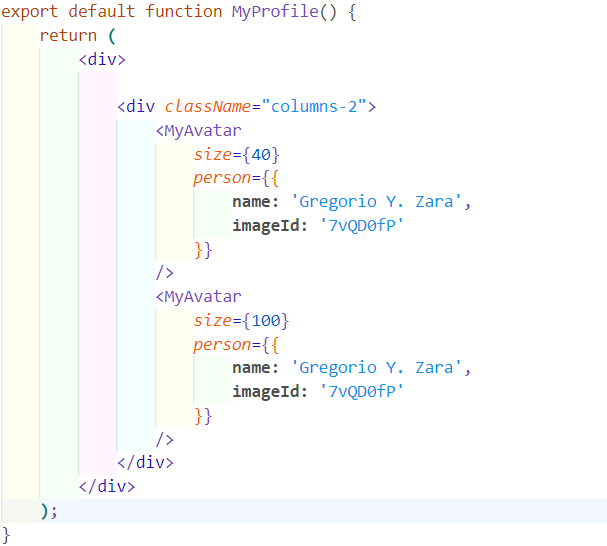 export default function MyProfile() {
    return (
        <div>

            <div className="columns-2">
                <MyAvatar
                    size={40}
                    person={{
                        name: 'Gregorio Y. Zara',
                        imageId: '7vQD0fP'
                    }}
                />
                <MyAvatar
                    size={100}
                    person={{
                        name: 'Gregorio Y. Zara',
                        imageId: '7vQD0fP'
                    }}
                />
            </div>
        </div>
    );
}